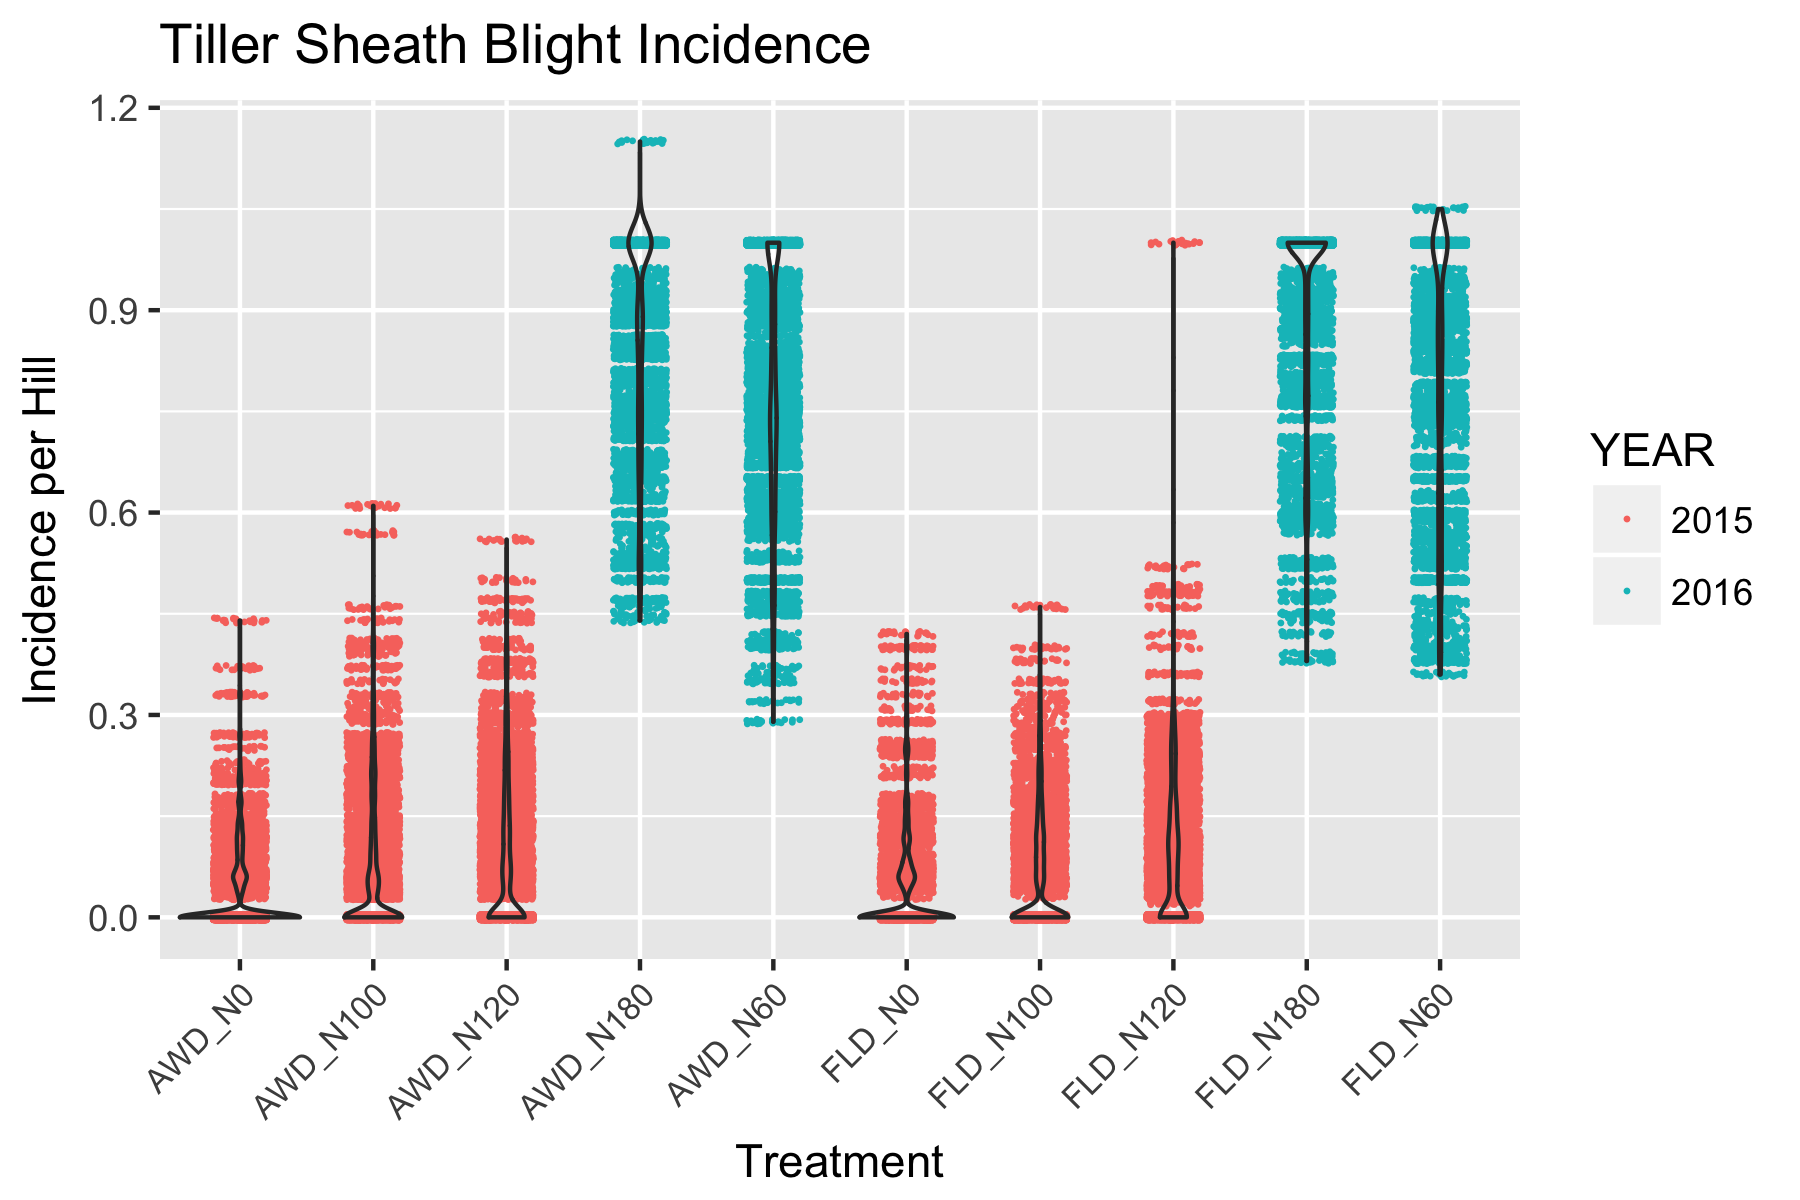 Tiller Sheath Blight Incidence
Incidence per Hill
1.2
0.9
0.6
0.3
0.0
AWD_N0
AWD_N100
AWD_N120
AWD_N180
AWD_N60
FLD_N0
FLD_N100
FLD_N120
FLD_N180
FLD_N60
Treatment
YEAR
2015
2016